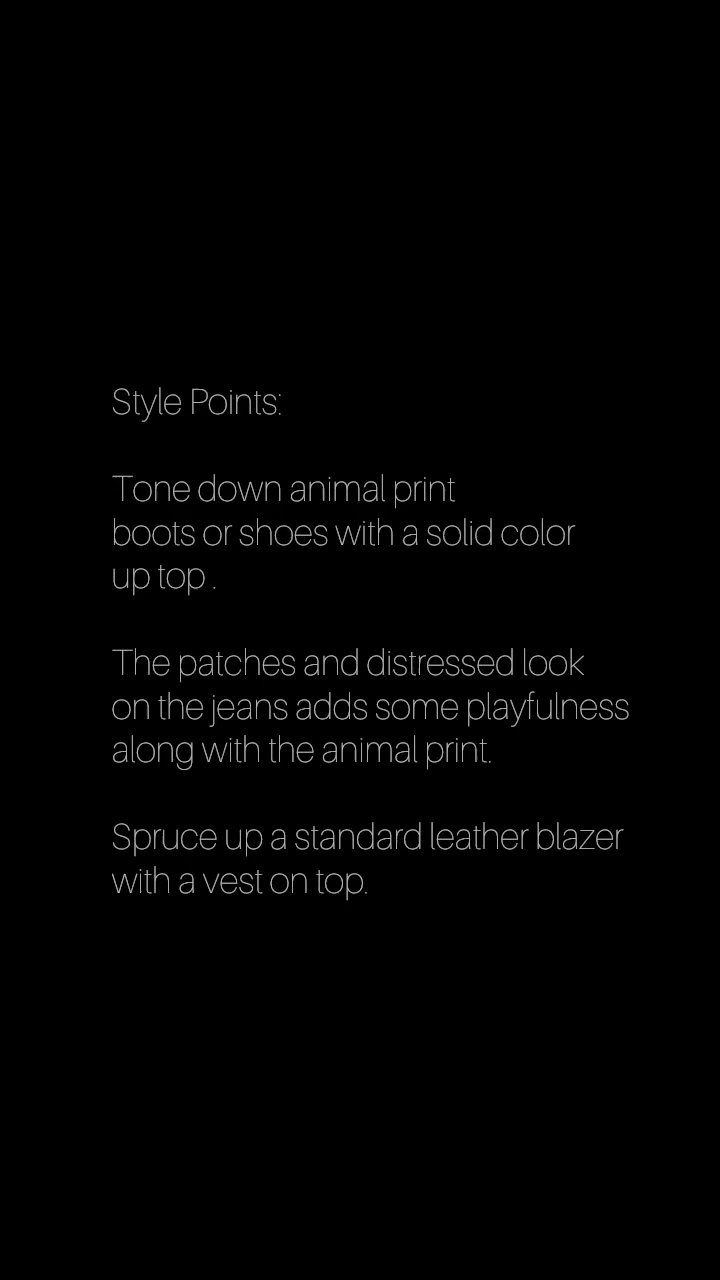 Style Points:
Tone down animal print
boots or shoes with a solid color
up top .
The patches and distressed look
on the jeans adds some playfulness
along with the animal print.
Spruce up a standard leather blazer
with a vest on top.